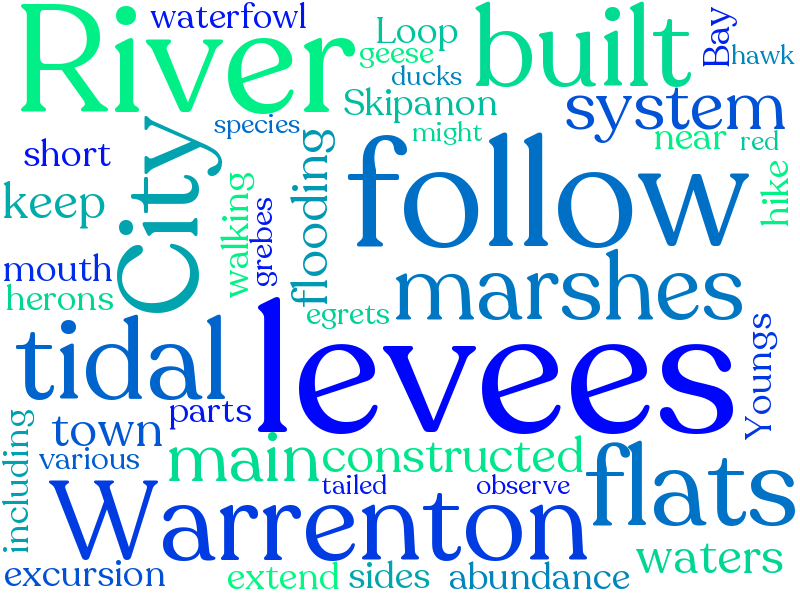 waterfowl
River
Loop
geese
ducks
built
Bay
hawk
Skipanon
system
species
might
near
red
short
City
flooding
follow
keep
walking
grebes
hike
mouth
herons
marshes
egrets
tidal
levees
Youngs
parts
town
including
various
main
constructed
flats
tailed
observe
Warrenton
waters
excursion
extend
sides
abundance